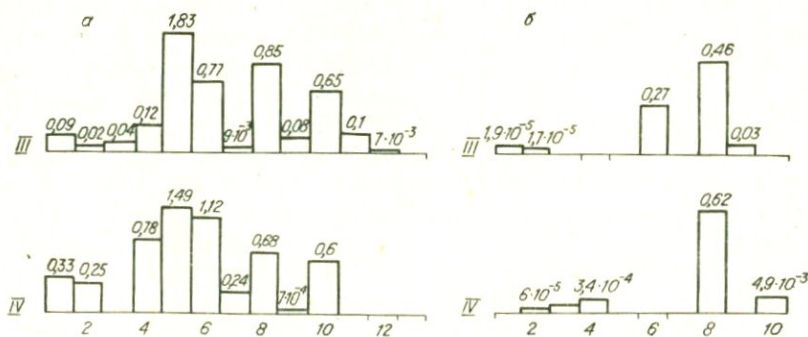 а б
1,83
0,77 0,85 0,65 0,46
0,09 0,02 0,04 0,12 9·10⁻³ 0,08 0,1 7·10⁻³ 0,27 0,03
III III 1,9·10⁻⁵ 1,7·10⁻⁵
1,49 1,12 0,62
0,33 0,25 0,78 0,24 0,68 7·10⁻⁴ 0,6 6·10⁻⁵ 3,4·10⁻⁴ 4,9·10⁻³
IV IV
2 4 6 8 10 12 2 4 6 8 10